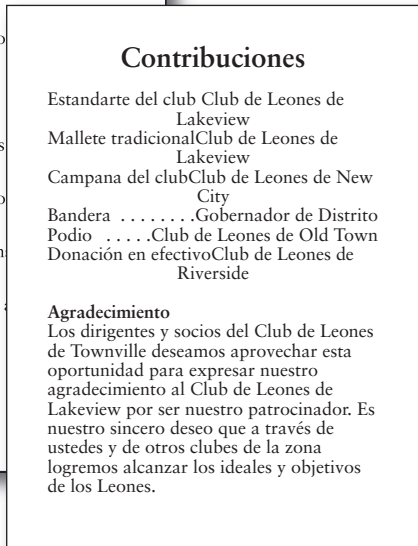 Contribuciones
Estandarte del club Club de Leones de
Lakeview
Mallete tradicionalClub de Leones de
Lakeview
Campana del clubClub de Leones de New
City
Bandera . . . . . . . .Gobernador de Distrito
Podio . . . . .Club de Leones de Old Town
Donación en efectivoClub de Leones de
Riverside
Agradecimiento
Los dirigentes y socios del Club de Leones
de Townville deseamos aprovechar esta
oportunidad para expresar nuestro
agradecimiento al Club de Leones de
Lakeview por ser nuestro patrocinador. Es
nuestro sincero deseo que a través de
ustedes y de otros clubes de la zona
logremos alcanzar los ideales y objetivos
de los Leones.